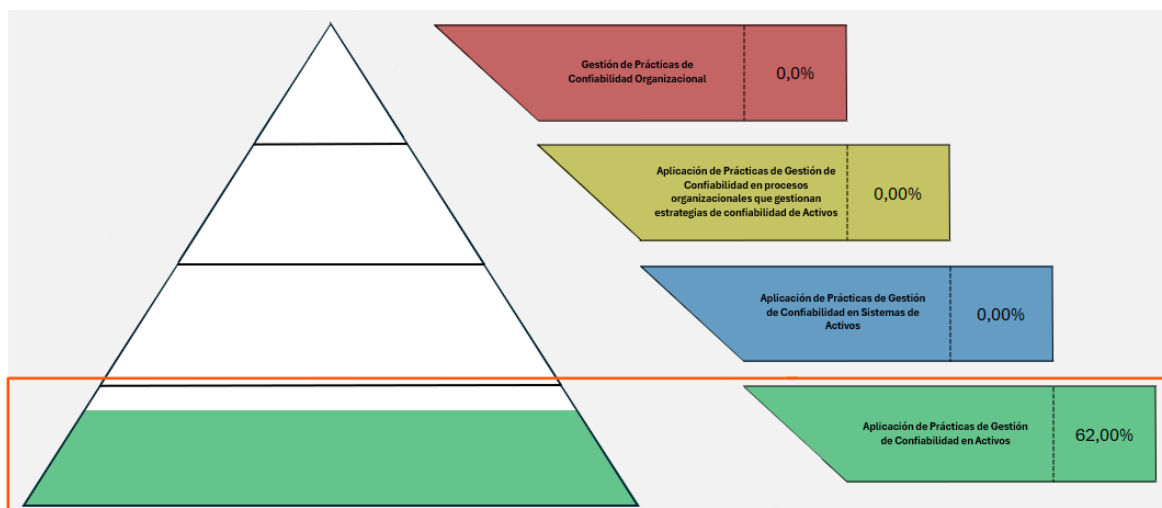 Gestión de Prácticas de
Confiabilidad Organizacional
0,0%
Aplicación de Prácticas de Gestión de
Confiabilidad en procesos
organizacionales que gestionan
estrategias de confiabilidad de Activos
0,00%
Aplicación de Prácticas de Gestión
de Confiabilidad en Sistemas de
Activos
0,00%
Aplicación de Prácticas de Gestión
de Confiabilidad en Activos
62,00%